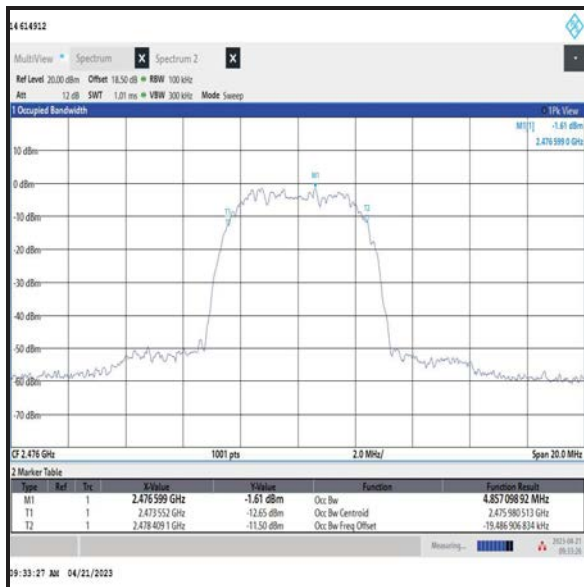 14 614912
MultiView Spectrum X Spectrum 2 X
Ref Level 20.00 dBm Offset 18.50 dB RBW 100 kHz
Att 12 dB SWT 1.01 ms VBW 300 kHz Mode Sweep
1 Occupied Bandwidth 1Pk View
M1[1] -1.61 dBm
2.476 599 0 GHz
10 dBm
M1
0 dBm
T1 T2
-10 dBm
-20 dBm
-30 dBm
-40 dBm
-50 dBm
-60 dBm
-70 dBm
CF 2.476 GHz 1001 pts 2.0 MHz/ Span 20.0 MHz
2 Marker Table
Type Ref Trc X-Value Y-Value Function Function Result
M1 1 2.476 599 GHz -1.61 dBm Occ Bw 4.857 098 92 MHz
T1 1 2.473 552 GHz -12.65 dBm Occ Bw Centroid 2.475 980 513 GHz
T2 1 2.478 409 1 GHz -11.50 dBm Occ Bw Freq Offset -19.486 906 834 kHz
Measuring... 2023-04-21
09:33:26
09:33:27 AM 04/21/2023